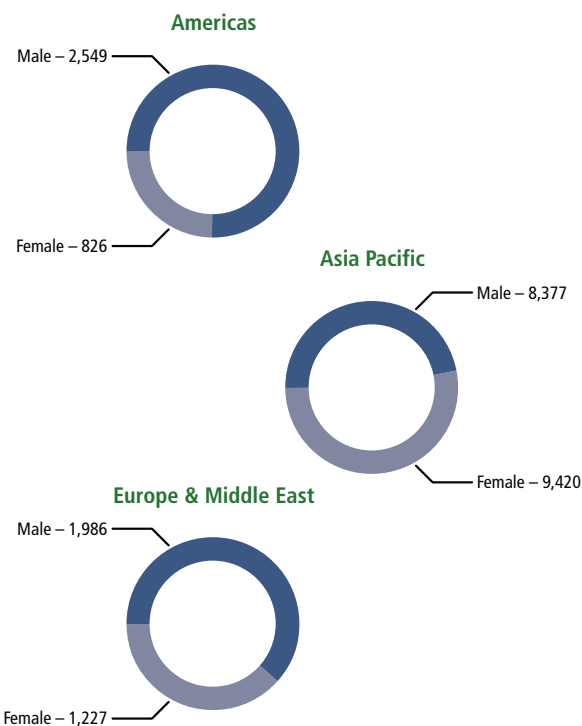 Americas
Male – 2,549
Female – 826
Asia Pacific
Male – 8,377
Female – 9,420
Europe & Middle East
Male – 1,986
Female – 1,227